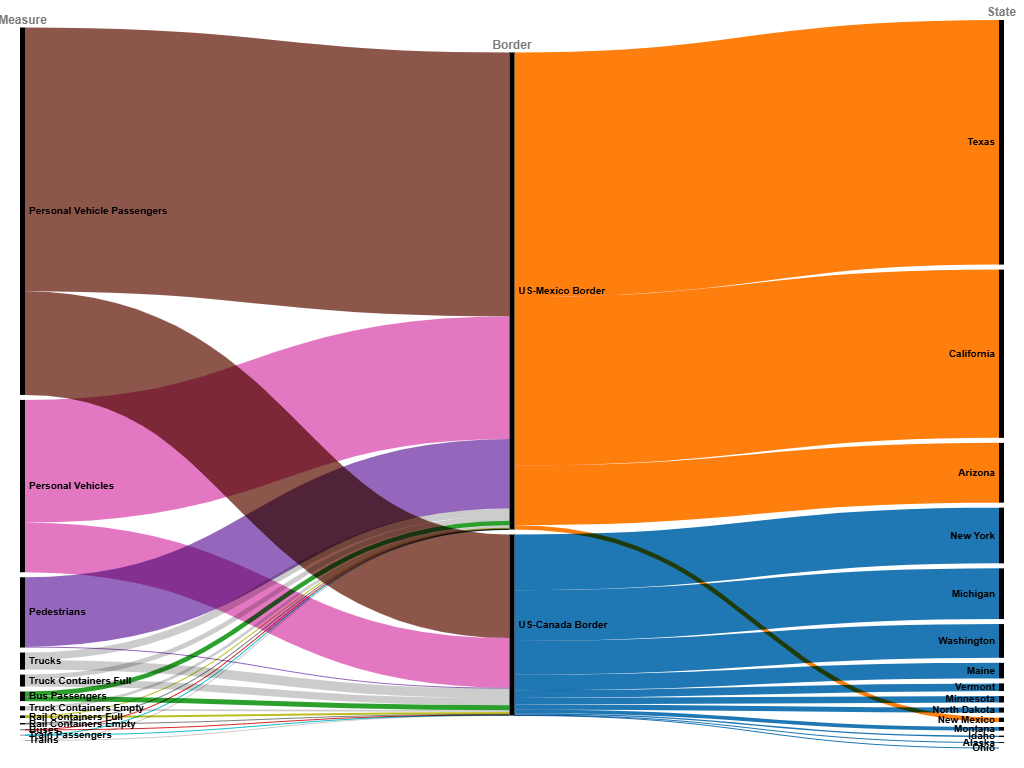 Measure
Border
State
Personal Vehicle Passengers
Personal Vehicles
Pedestrians
Trucks
Truck Containers Full
Bus Passengers
Truck Containers Empty
Rail Containers Full
Rail Containers Empty
Buses
Train Passengers
Trains
US-Mexico Border
US-Canada Border
Texas
California
Arizona
New York
Michigan
Washington
Maine
Vermont
Minnesota
North Dakota
New Mexico
Montana
Idaho
Alaska
Ohio